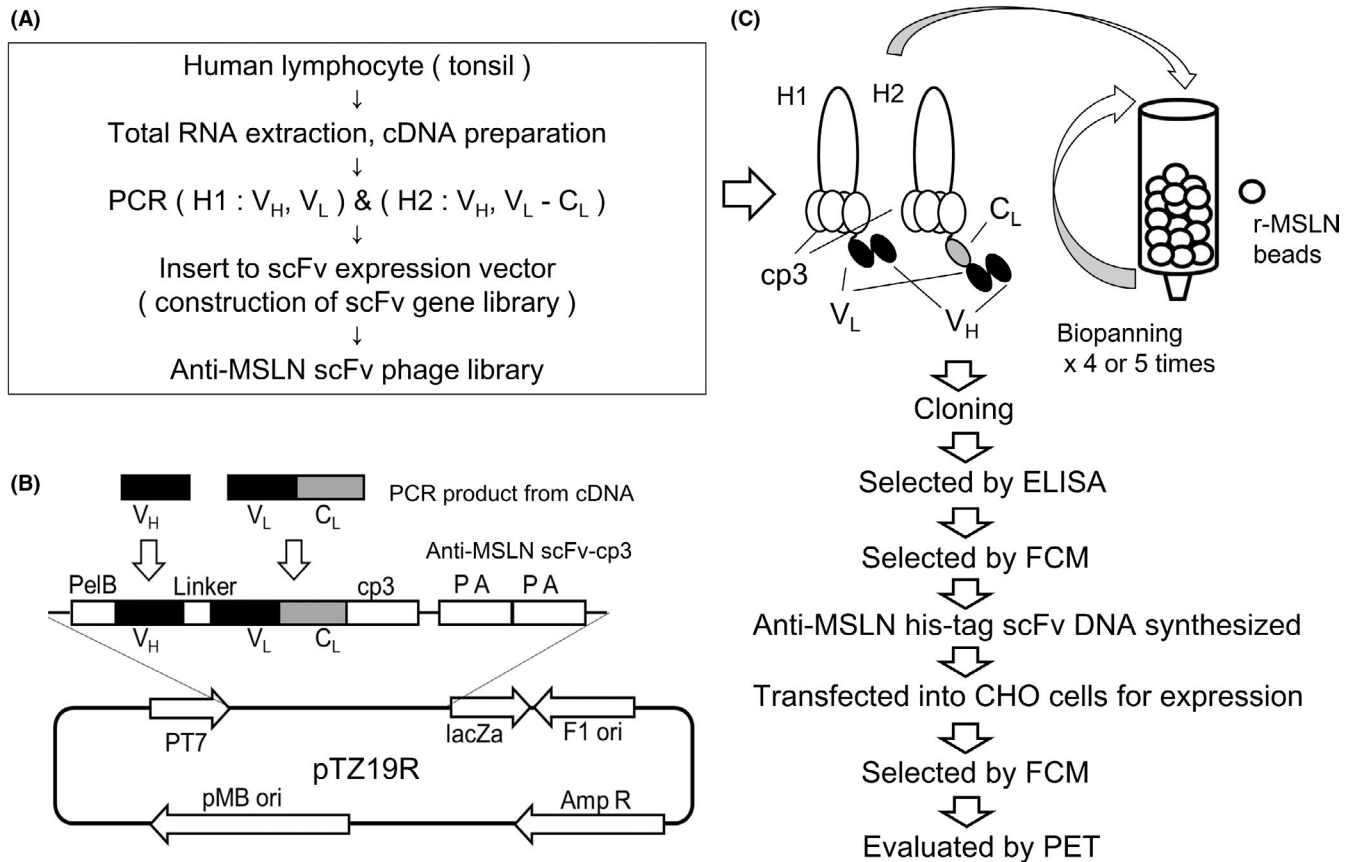 (A)
Human lymphocyte ( tonsil )
↓
Total RNA extraction, cDNA preparation
↓
PCR ( H1 : VH, VL ) & ( H2 : VH, VL - CL )
↓
Insert to scFv expression vector
( construction of scFv gene library )
↓
Anti-MSLN scFv phage library
(B)
PCR product from cDNA
VH VL CL
Anti-MSLN scFv-cp3
PelB Linker cp3 P A P A
VH VL CL
PT7 lacZa F1 ori
pTZ19R
pMB ori Amp R
(C)
H1 H2
CL
cp3
VL VH
r-MSLN
beads
Biopanning
x 4 or 5 times
Cloning
Selected by ELISA
Selected by FCM
Anti-MSLN his-tag scFv DNA synthesized
Transfected into CHO cells for expression
Selected by FCM
Evaluated by PET